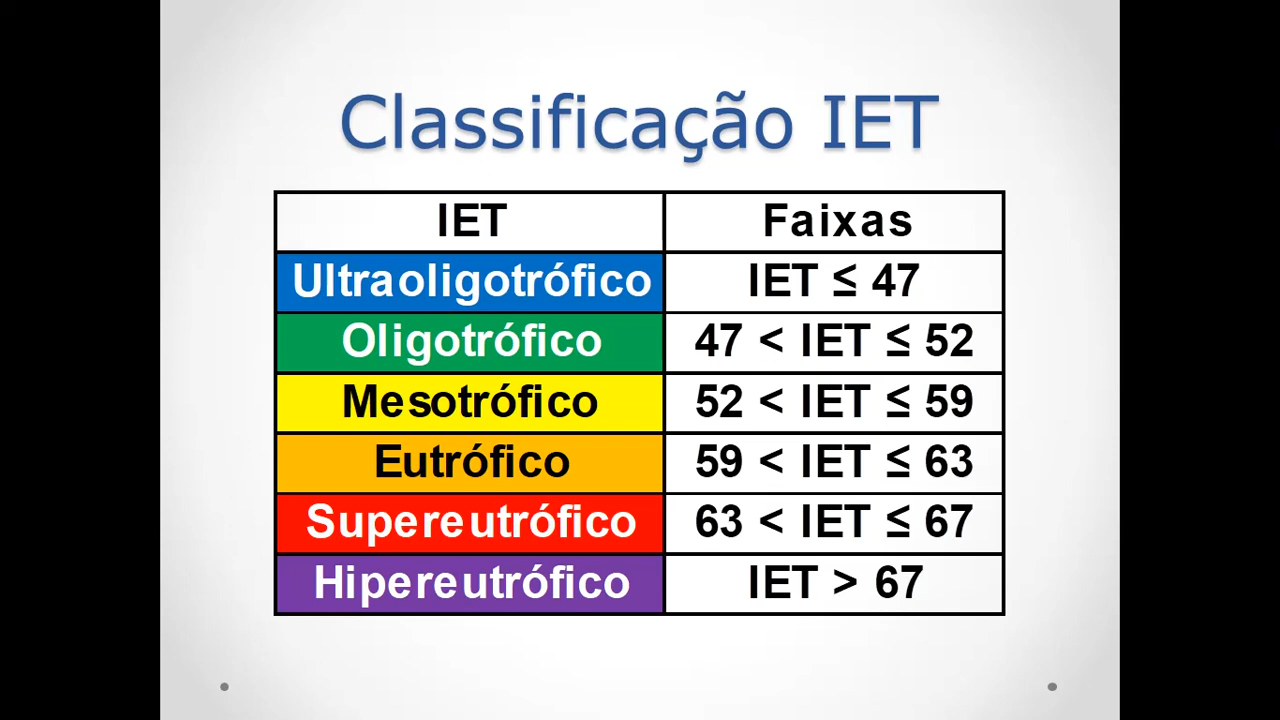 Classificação IET
IET Faixas
Ultraoligotrófico IET ≤ 47
Oligotrófico 47 < IET ≤ 52
Mesotrófico 52 < IET ≤ 59
Eutrófico 59 < IET ≤ 63
Supereutrófico 63 < IET ≤ 67
Hipereutrófico IET > 67